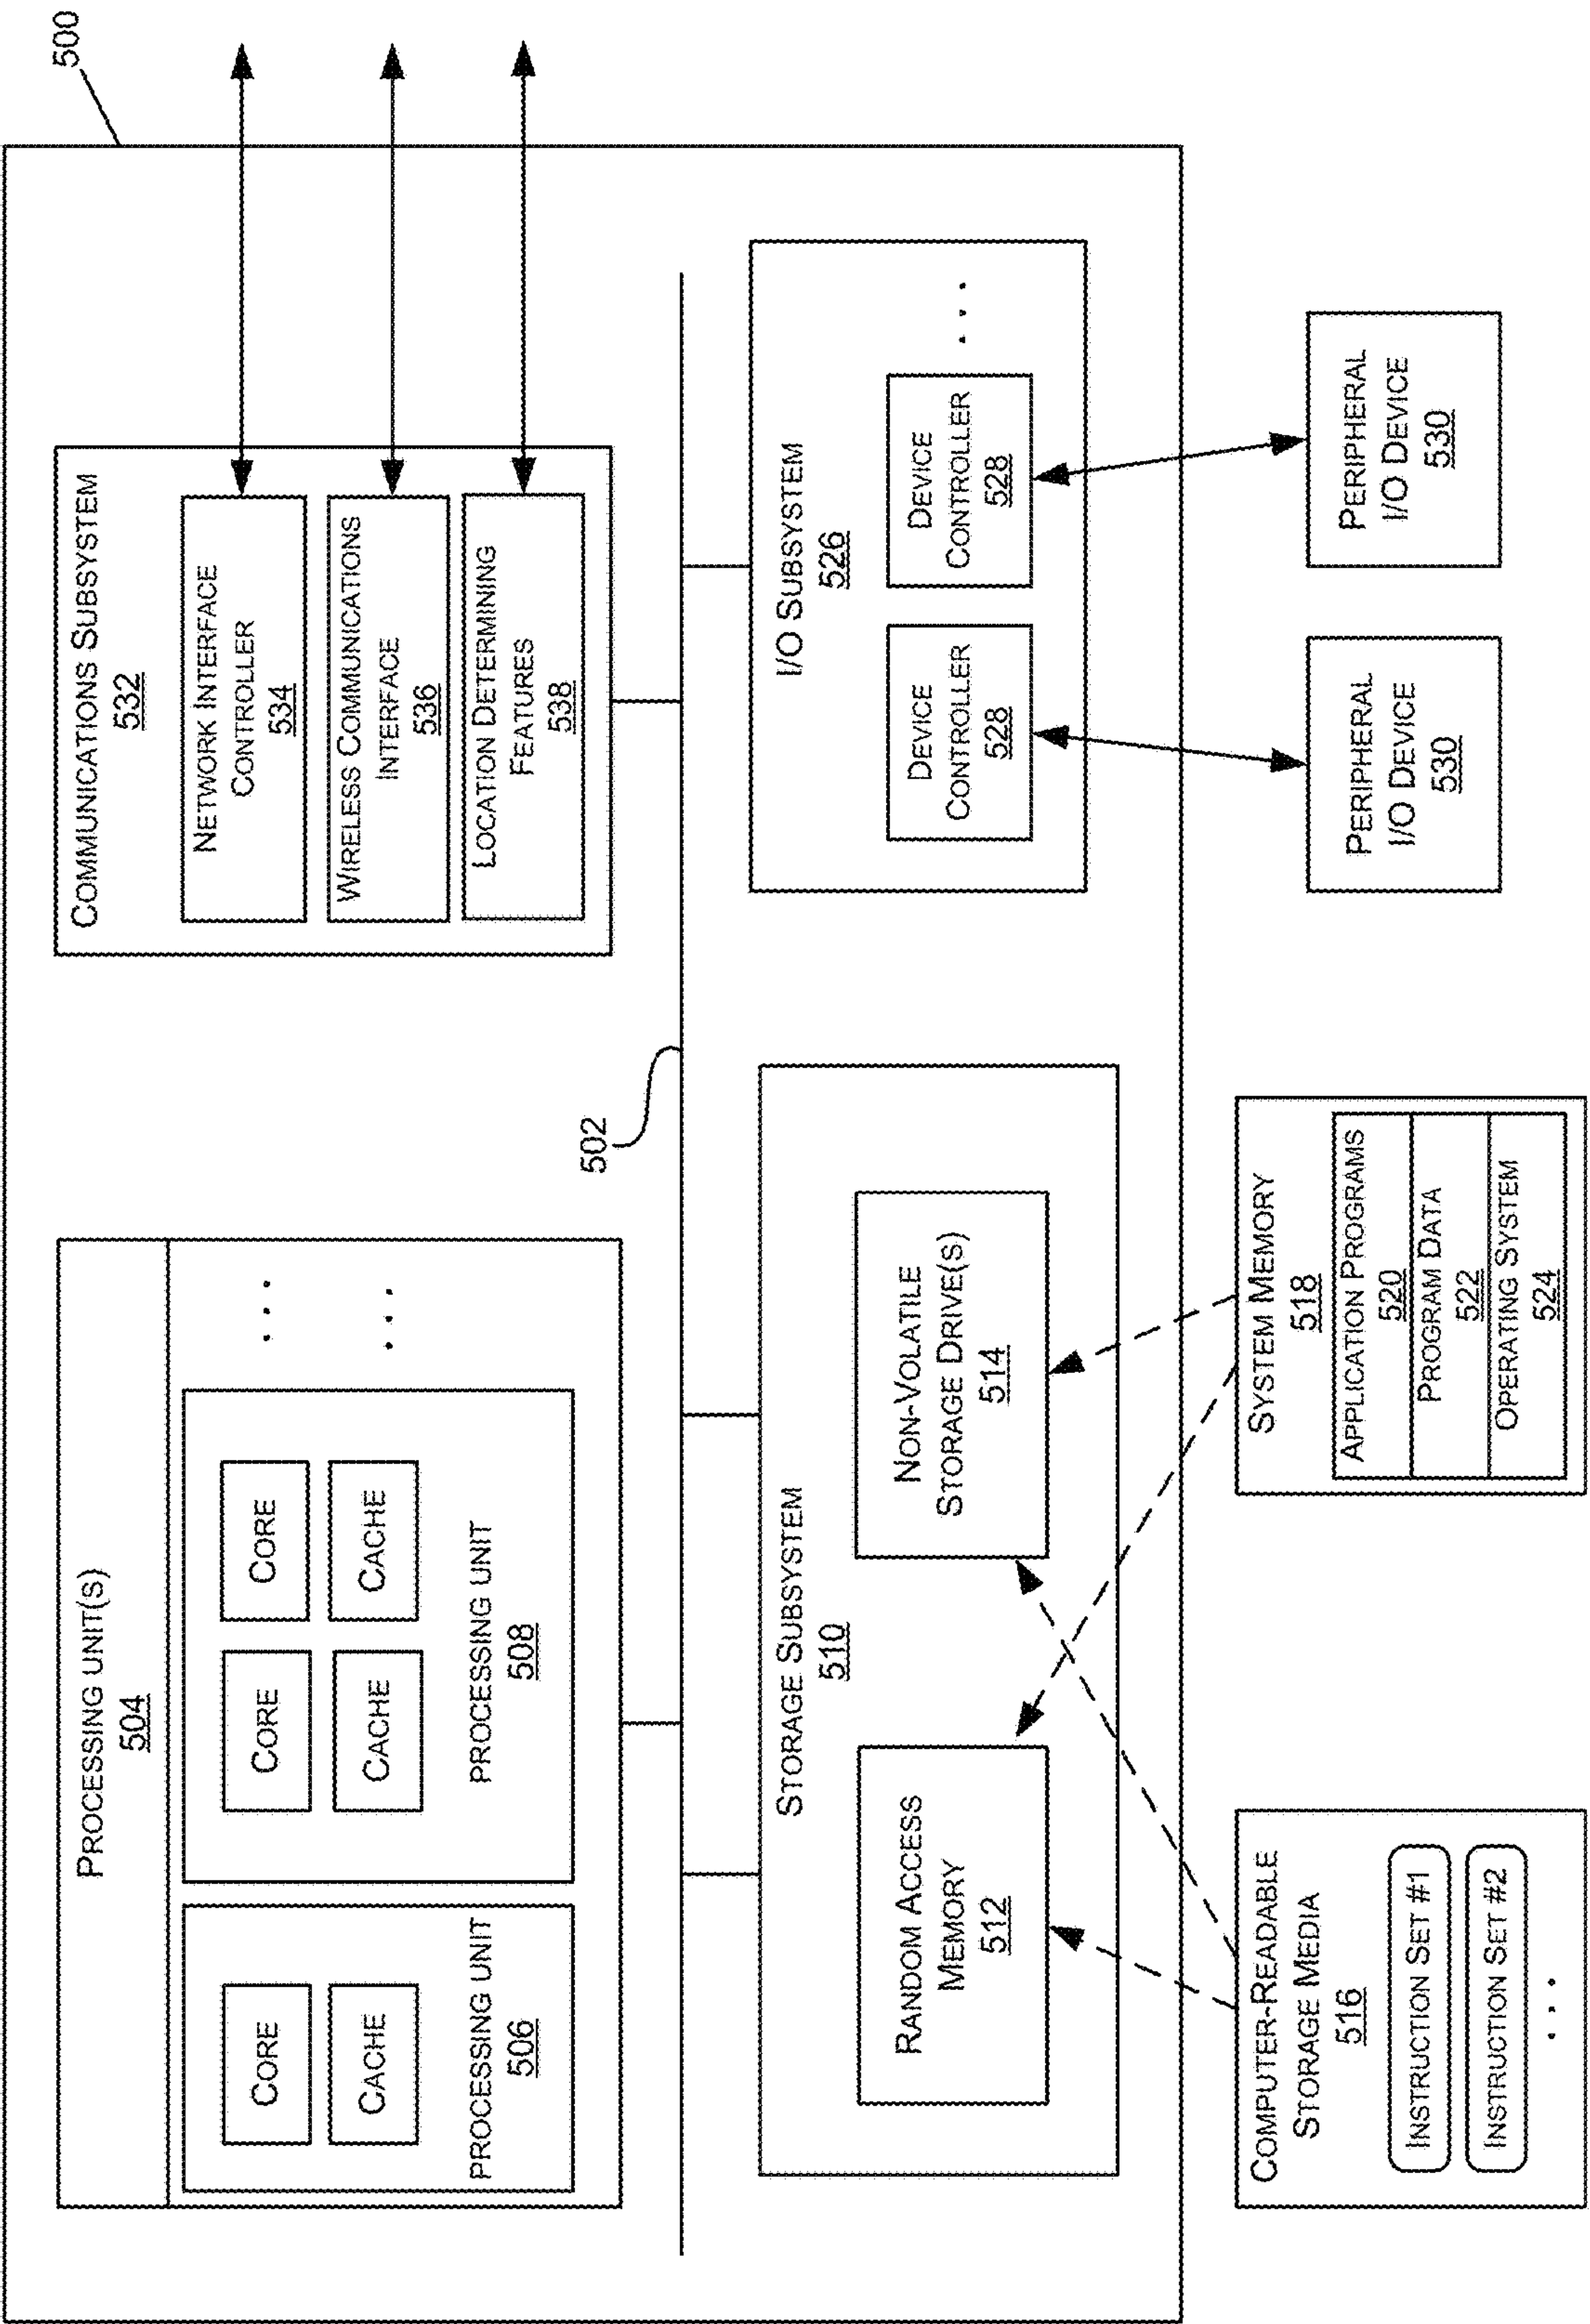 500
PROCESSING UNIT(S)
504
CORE
CACHE
PROCESSING UNIT
506
CORE
CORE
CACHE
CACHE
PROCESSING UNIT
508
. . .
. . .
COMMUNICATIONS SUBSYSTEM
532
NETWORK INTERFACE
CONTROLLER
534
WIRELESS COMMUNICATIONS
INTERFACE
536
LOCATION DETERMINING
FEATURES
538
502
STORAGE SUBSYSTEM
510
RANDOM ACCESS
MEMORY
512
NON-VOLATILE
STORAGE DRIVE(S)
514
I/O SUBSYSTEM
526
DEVICE
CONTROLLER
528
DEVICE
CONTROLLER
528
. . .
COMPUTER-READABLE
STORAGE MEDIA
516
INSTRUCTION SET #1
INSTRUCTION SET #2
. . .
SYSTEM MEMORY
518
APPLICATION PROGRAMS
520
PROGRAM DATA
522
OPERATING SYSTEM
524
PERIPHERAL
I/O DEVICE
530
PERIPHERAL
I/O DEVICE
530